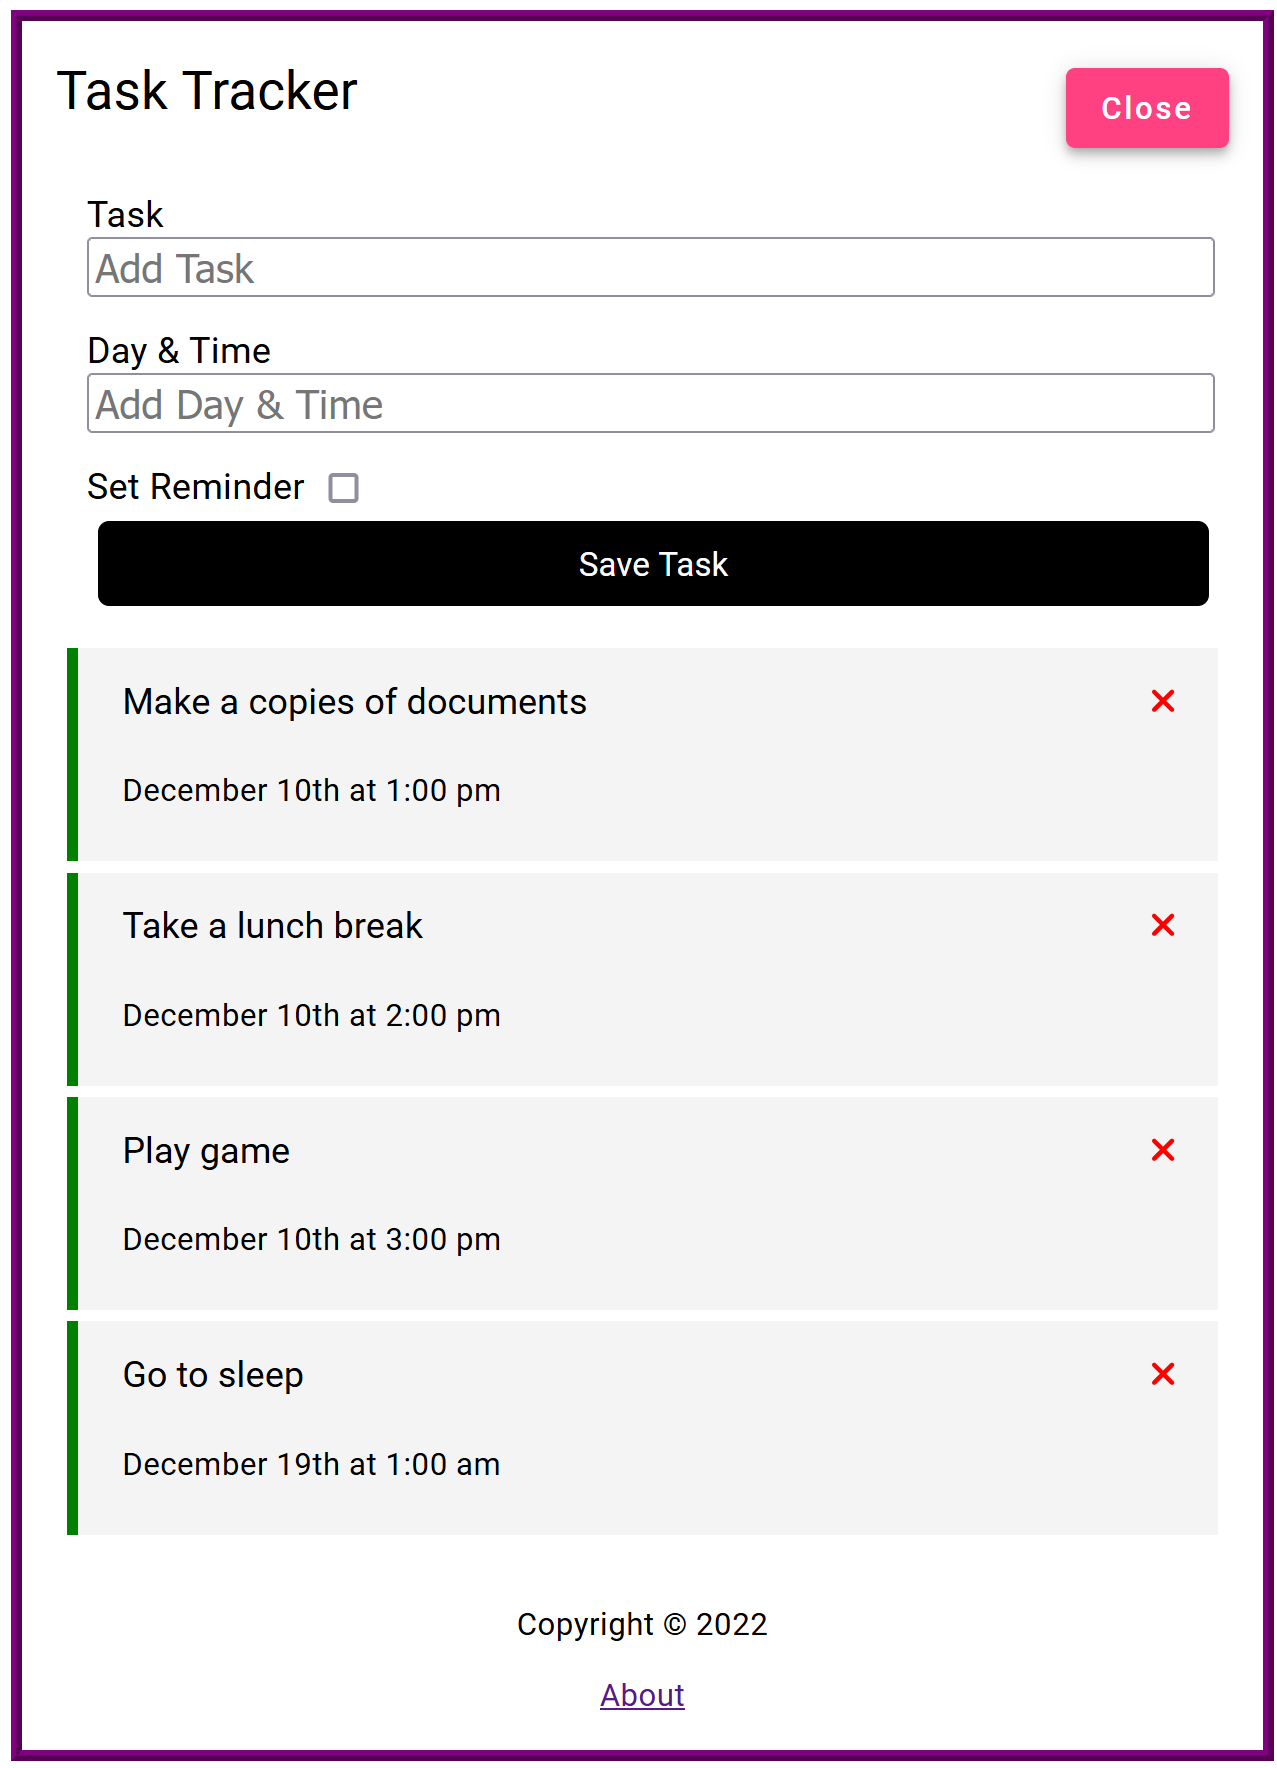 Task Tracker
Close
Task
Add Task
Day & Time
Add Day & Time
Set Reminder
Save Task
Make a copies of documents
December 10th at 1:00 pm
Take a lunch break
December 10th at 2:00 pm
Play game
December 10th at 3:00 pm
Go to sleep
December 19th at 1:00 am
Copyright © 2022
About